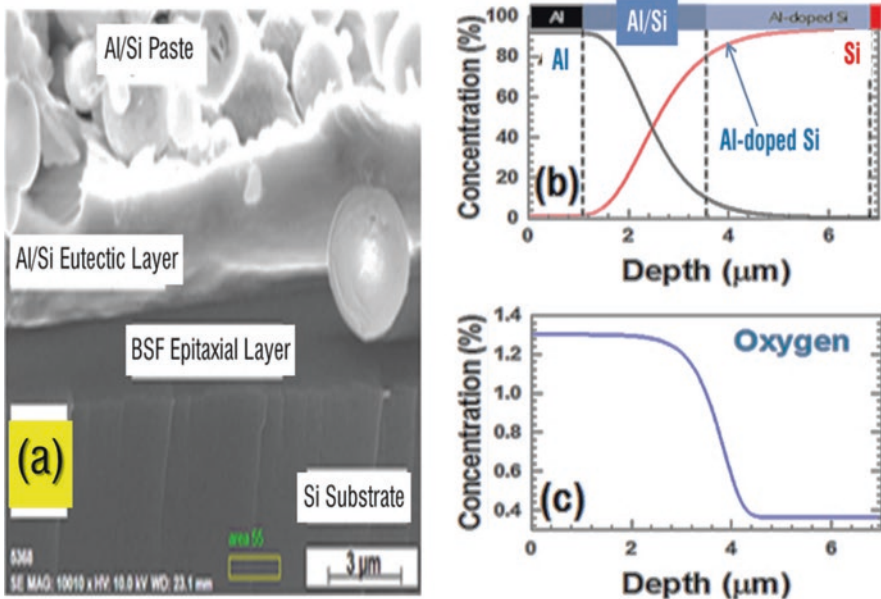 Al/Si Paste
Al/Si Eutectic Layer
BSF Epitaxial Layer
(a)
Si Substrate
area 55
3 μm
SE MAG: 10010 x HV: 10.0 kV WD: 23.1 mm
Al
Al/Si
Al-doped Si
100
80
60
40
20
0
Concentration (%)
Al
Si
Al-doped Si
(b)
0 2 4 6
Depth (μm)
1.4
1.2
1.0
0.8
0.6
0.4
Concentration (%)
Oxygen
(c)
0 2 4 6
Depth (μm)